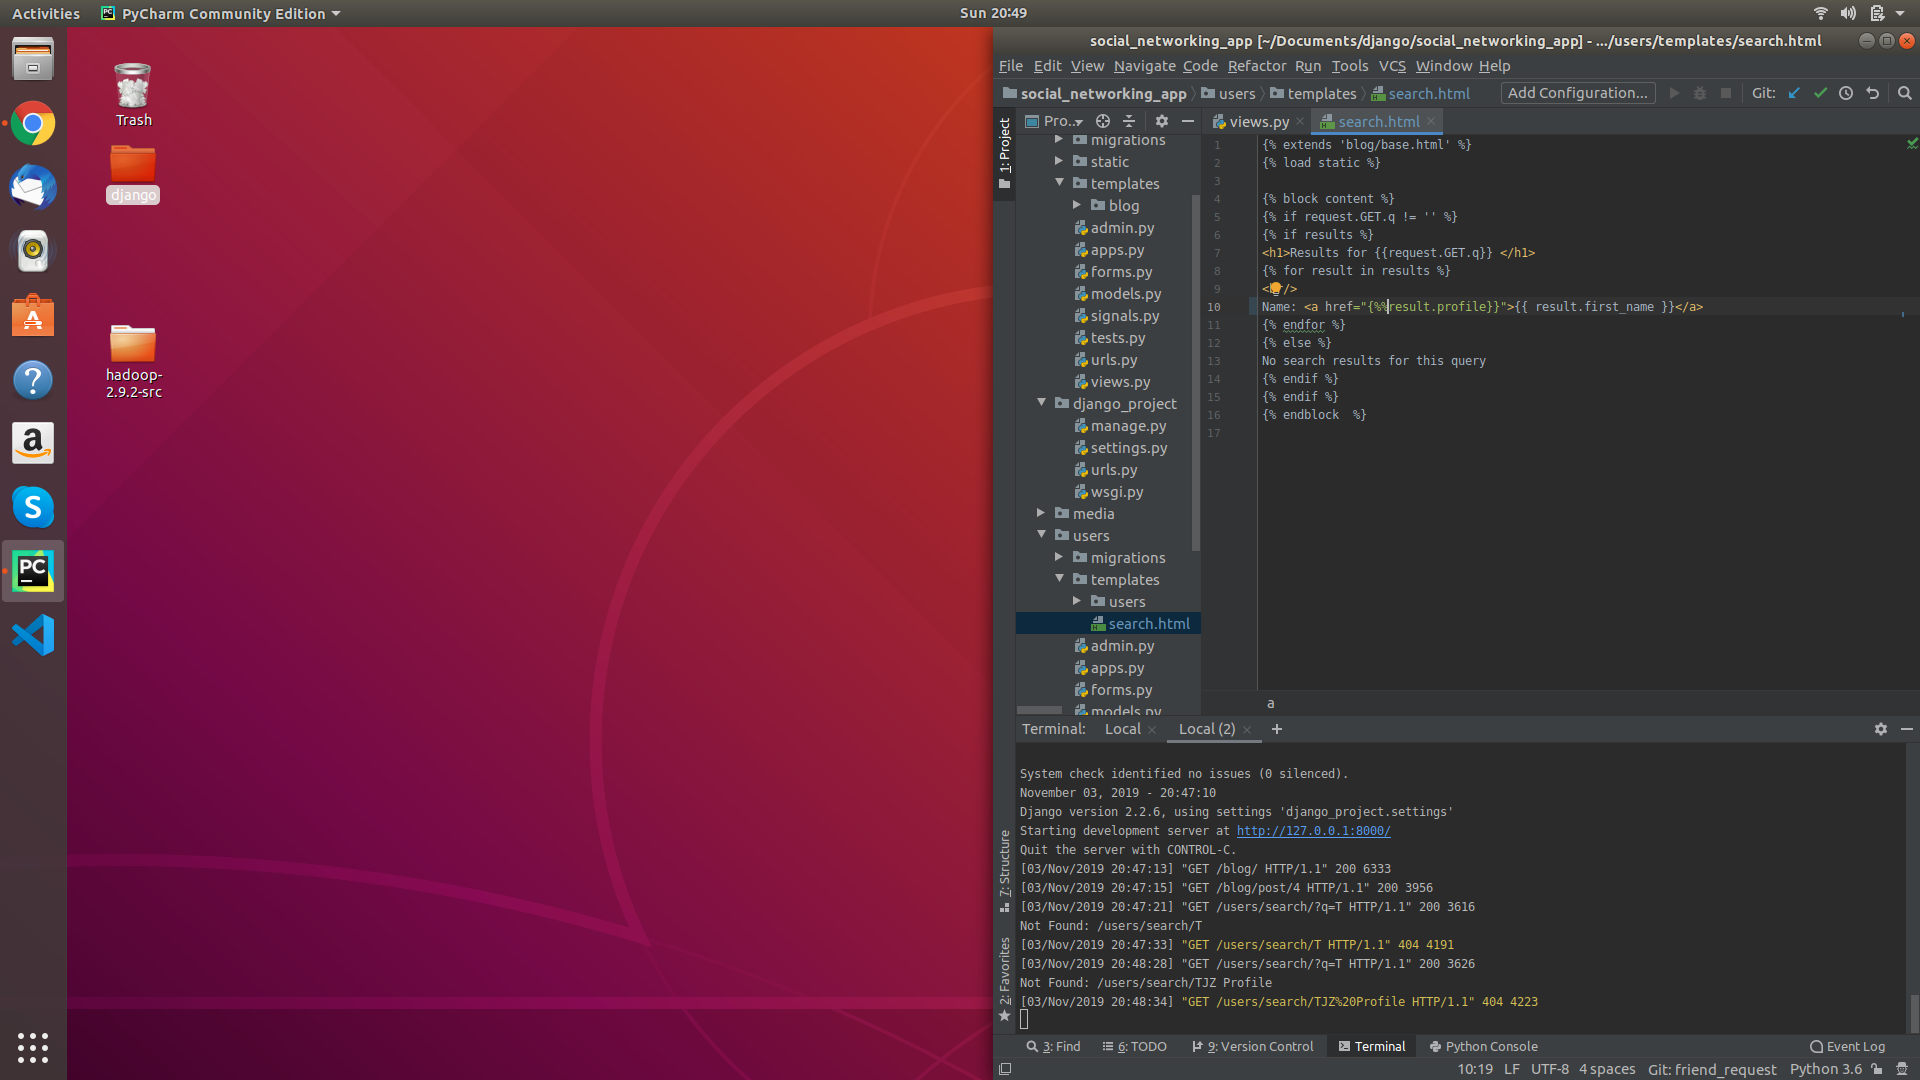 Activities PyCharm Community Edition Sun 20:49
Trash
django
hadoop-
2.9.2-src
social_networking_app [~/Documents/django/social_networking_app] - .../users/templates/search.html
File Edit View Navigate Code Refactor Run Tools VCS Window Help
social_networking_app users templates search.html Add Configuration... Git:
1: Project
7: Structure
2: Favorites
Pro...
migrations
static
templates
blog
admin.py
apps.py
forms.py
models.py
signals.py
tests.py
urls.py
views.py
django_project
manage.py
settings.py
urls.py
wsgi.py
media
users
migrations
templates
users
search.html
admin.py
apps.py
forms.py
models.py
views.py search.html
1 {% extends 'blog/base.html' %}
2 {% load static %}
3
4 {% block content %}
5 {% if request.GET.q != '' %}
6 {% if results %}
7 <h1>Results for {{request.GET.q}} </h1>
8 {% for result in results %}
9 />
10 Name: <a href="{%%result.profile}}">{{ result.first_name }}</a>
11 {% endfor %}
12 {% else %}
13 No search results for this query
14 {% endif %}
15 {% endif %}
16 {% endblock  %}
17
a
Terminal: Local Local (2) +
System check identified no issues (0 silenced).
November 03, 2019 - 20:47:10
Django version 2.2.6, using settings 'django_project.settings'
Starting development server at http://127.0.0.1:8000/
Quit the server with CONTROL-C.
[03/Nov/2019 20:47:13] "GET /blog/ HTTP/1.1" 200 6333
[03/Nov/2019 20:47:15] "GET /blog/post/4 HTTP/1.1" 200 3956
[03/Nov/2019 20:47:21] "GET /users/search/?q=T HTTP/1.1" 200 3616
Not Found: /users/search/T
[03/Nov/2019 20:47:33] "GET /users/search/T HTTP/1.1" 404 4191
[03/Nov/2019 20:48:28] "GET /users/search/?q=T HTTP/1.1" 200 3626
Not Found: /users/search/TJZ Profile
[03/Nov/2019 20:48:34] "GET /users/search/TJZ%20Profile HTTP/1.1" 404 4223
3: Find 6: TODO 9: Version Control Terminal Python Console Event Log
10:19 LF UTF-8 4 spaces Git: friend_request Python 3.6